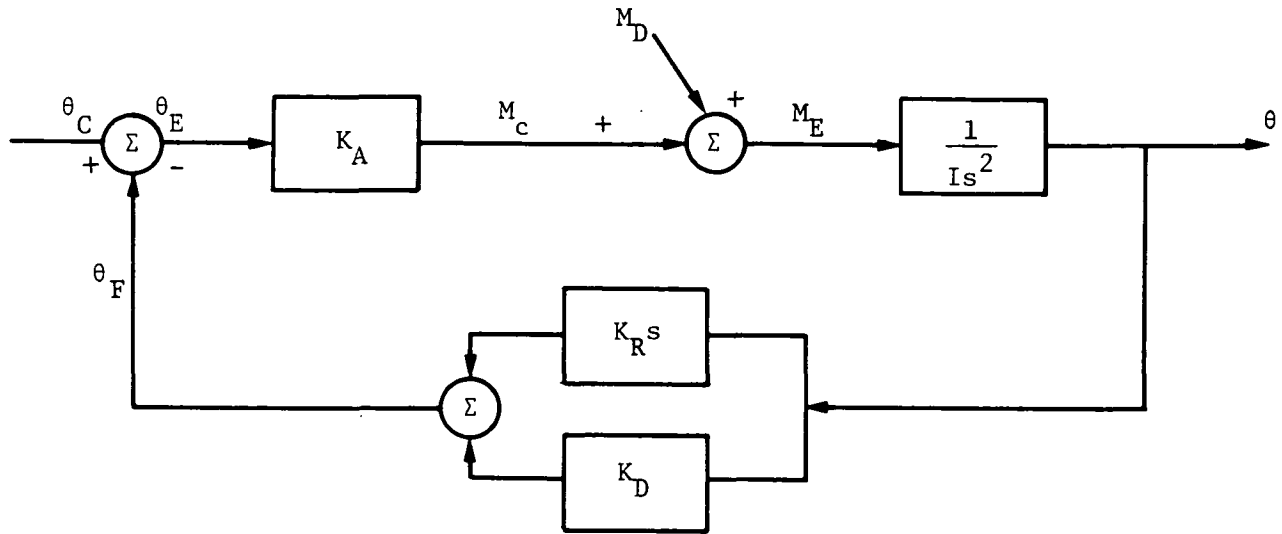 M_D
θ_C
θ_E
Σ
+
-
K_A
M_c
+
+
Σ
M_E
1
Is^2
θ
θ_F
K_R s
Σ
K_D